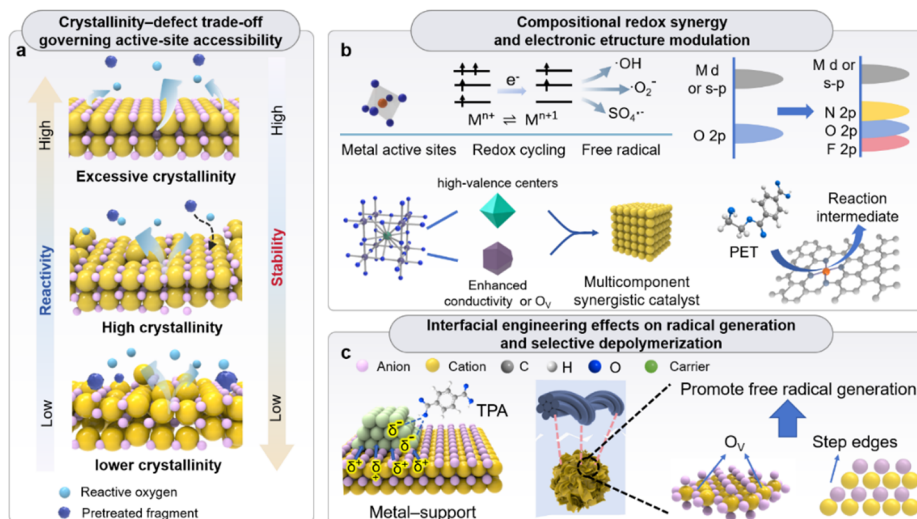 Crystallinity–defect trade-off
governing active-site accessibility
a
High
Reactivity
Low
High
Stability
Low
Excessive crystallinity
High crystallinity
lower crystallinity
Reactive oxygen
Pretreated fragment
Compositional redox synergy
and electronic etructure modulation
b
Metal active sites
e⁻
Mⁿ⁺ ⇌ Mⁿ⁺¹
Redox cycling
·OH
·O₂⁻
SO₄•⁻
Free radical
M d
or s-p
O 2p
M d or
s-p
N 2p
O 2p
F 2p
high-valence centers
Enhanced
conductivity or Oᵥ
Multicomponent
synergistic catalyst
PET
Reaction
intermediate
Interfacial engineering effects on radical generation
and selective depolymerization
c
Anion
Cation
C
H
O
Carrier
TPA
δ⁻
δ⁻
δ⁺
δ⁺
δ⁺
δ⁺
Metal–support
Promote free radical generation
Oᵥ
Step edges